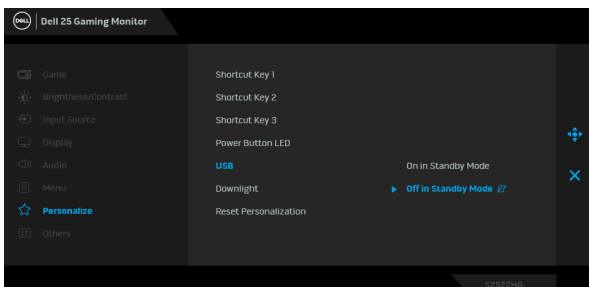 DELL
Dell 25 Gaming Monitor
Game
Brightness/Contrast
Input Source
Display
Audio
Menu
Personalize
Others
Shortcut Key 1
Shortcut Key 2
Shortcut Key 3
Power Button LED
USB
Downlight
Reset Personalization
On in Standby Mode
Off in Standby Mode
S2522HG